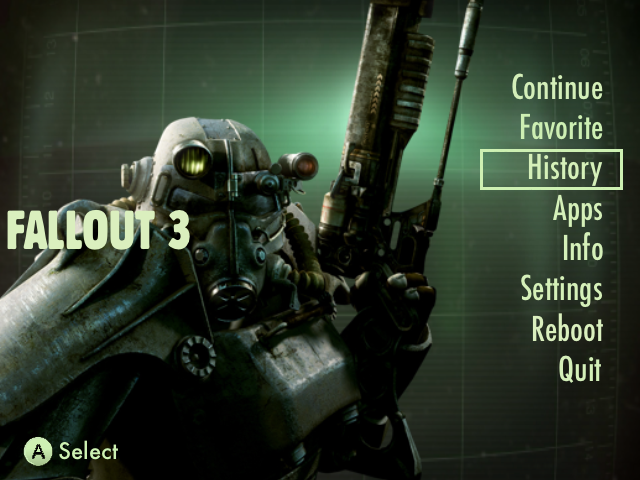 Continue
Favorite
History
Apps
FALLOUT 3
Info
Settings
Reboot
Quit
A Select